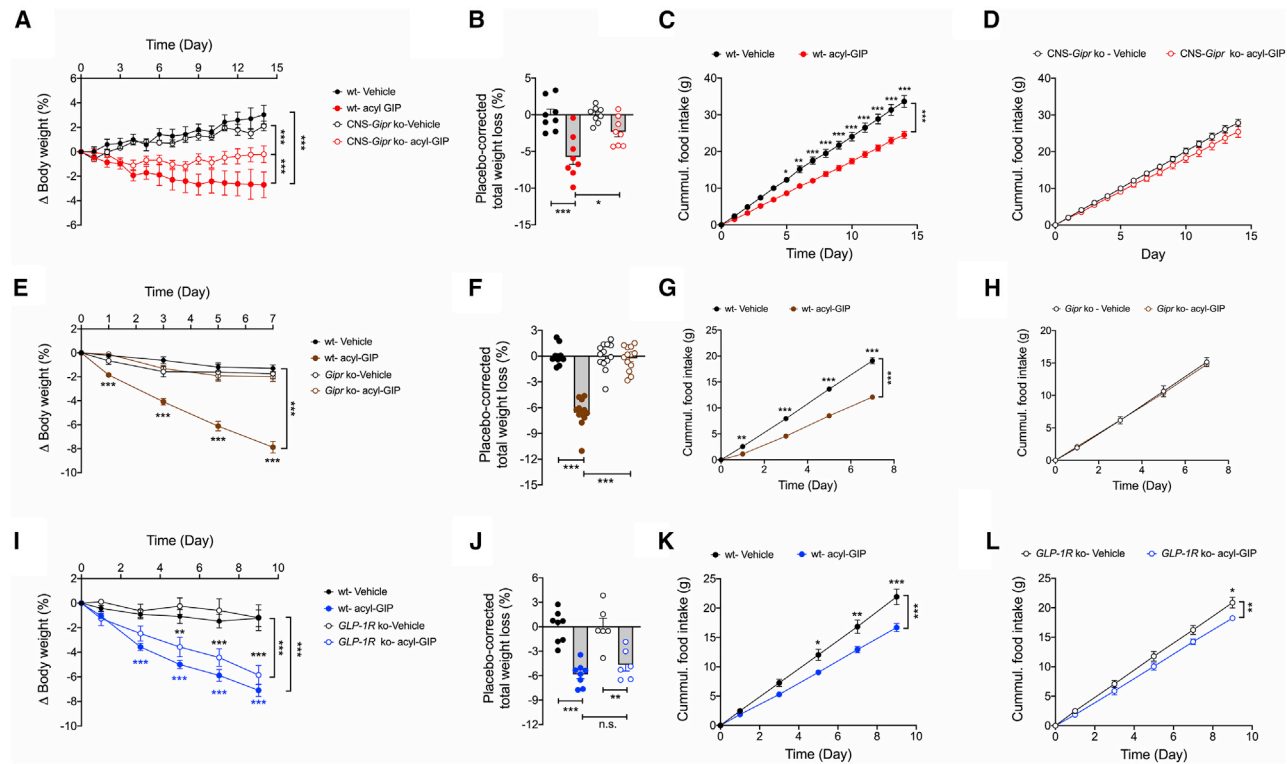 A
Time (Day)
0 3 6 9 12 15
6
4
2
0
-2
-4
-6
Δ Body weight (%)
wt- Vehicle
wt- acyl GIP
CNS-Gipr ko-Vehicle
CNS-Gipr ko- acyl-GIP
***
***
***
B
Placebo-corrected
total weight loss (%)
5
0
-5
-10
-15
***
*
C
wt- Vehicle
wt- acyl-GIP
Cummul. food intake (g)
40
30
20
10
0
* ** *** *** *** *** *** *** *** ***
***
0 5 10 15
Time (Day)
D
CNS-Gipr ko - Vehicle
CNS-Gipr ko- acyl-GIP
Cummul. food intake (g)
40
30
20
10
0
0 5 10 15
Day
E
Time (Day)
0 1 2 3 4 5 6 7
2
0
-2
-4
-6
-8
-10
Δ Body weight (%)
wt- Vehicle
wt- acyl-GIP
Gipr ko-Vehicle
Gipr ko- acyl-GIP
*** *** *** ***
***
F
Placebo-corrected
total weight loss (%)
3
0
-3
-6
-9
-12
-15
***
***
G
wt- Vehicle
wt- acyl-GIP
Cummul. food intake (g)
25
20
15
10
5
0
** *** *** ***
***
0 2 4 6 8
Time (Day)
H
Gipr ko - Vehicle
Gipr ko- acyl-GIP
Cummul. food intake (g)
20
15
10
5
0
0 2 4 6 8
Time (Day)
I
Time (Day)
0 2 4 6 8 10
2
0
-2
-4
-6
-8
-10
Δ Body weight (%)
wt- Vehicle
wt- acyl-GIP
GLP-1R ko-Vehicle
GLP-1R ko- acyl-GIP
** *** ***
*** *** *** ***
***
***
J
Placebo-corrected
total weight loss (%)
6
3
0
-3
-6
-9
-12
***
**
n.s.
K
wt- Vehicle
wt- acyl-GIP
Cummul. food intake (g)
25
20
15
10
5
0
* ** ***
***
0 2 4 6 8 10
Time (Day)
L
GLP-1R ko- Vehicle
GLP-1R ko- acyl-GIP
Cummul. food intake (g)
25
20
15
10
5
0
*
**
0 2 4 6 8 10
Time (Day)